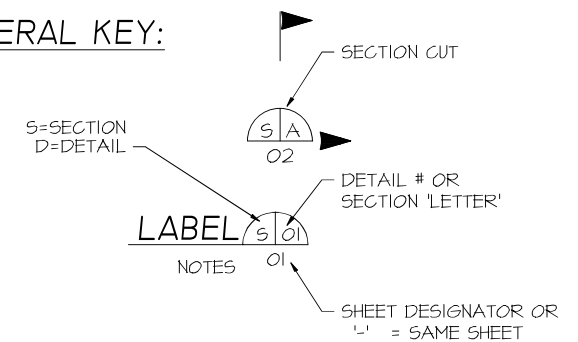 ERAL KEY:
SECTION CUT
S=SECTION
D=DETAIL
S A
02
DETAIL # OR
SECTION 'LETTER'
LABEL S 01
NOTES 01
SHEET DESIGNATOR OR
'-' = SAME SHEET